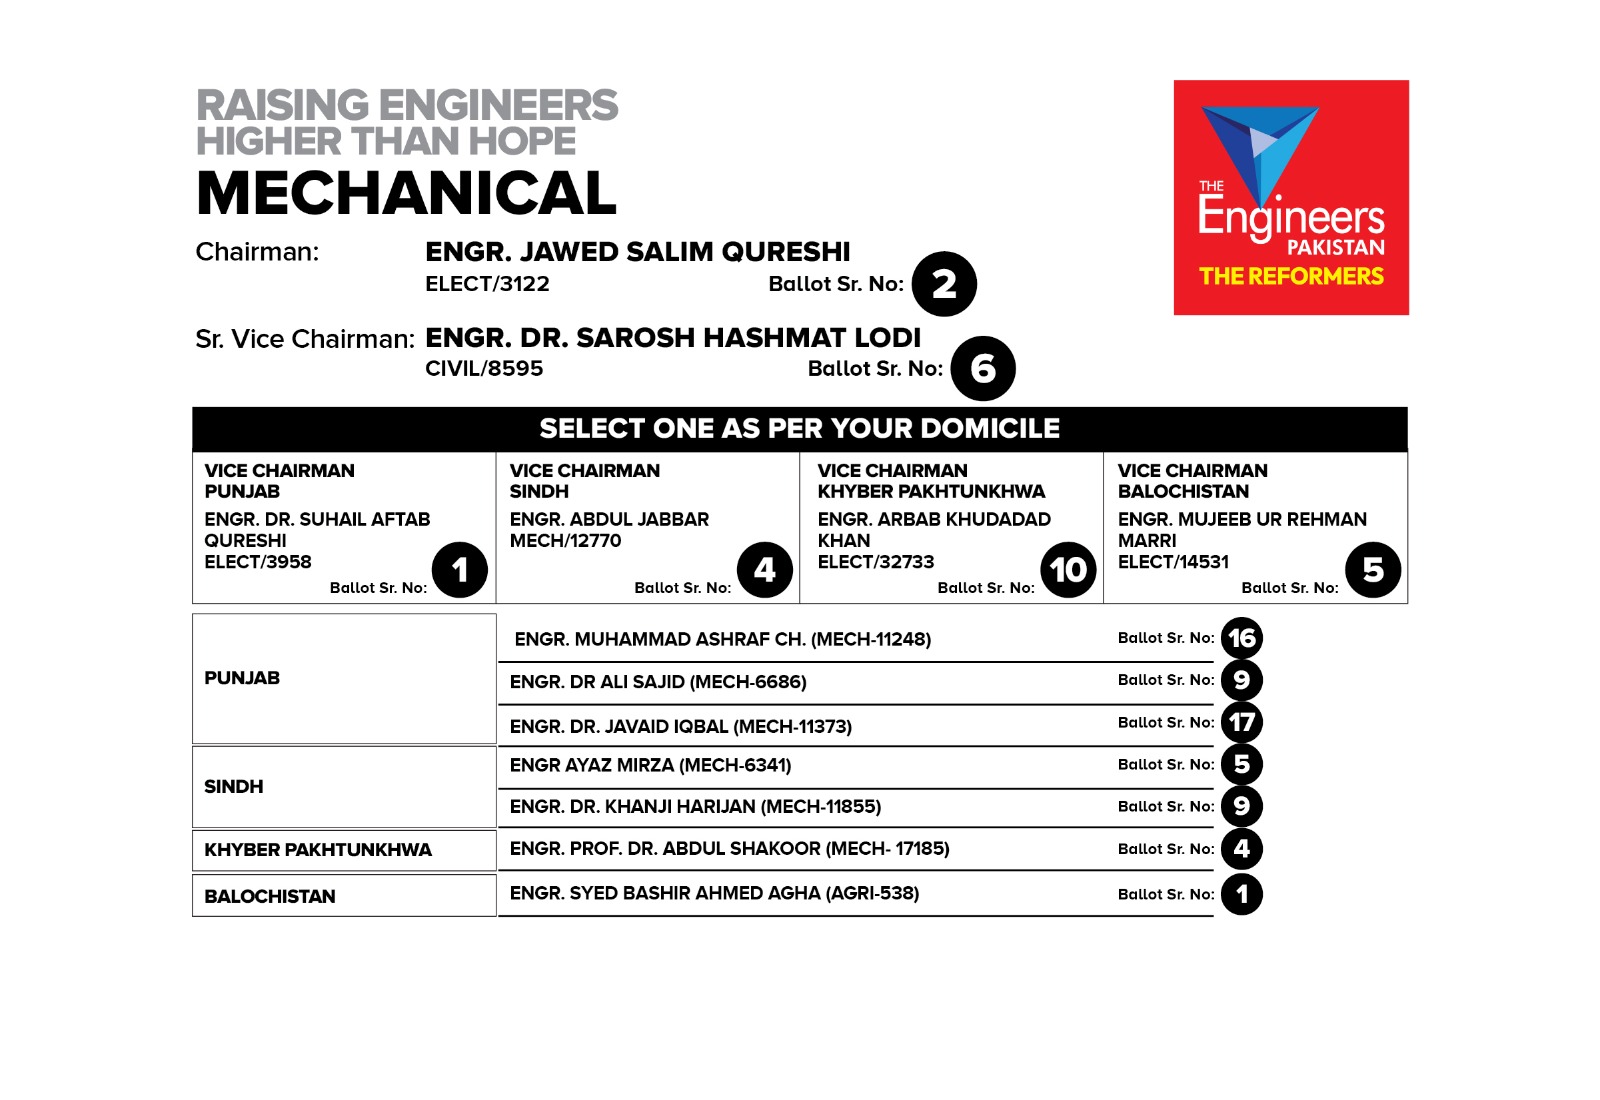 RAISING ENGINEERS
HIGHER THAN HOPE
MECHANICAL
THE
Engineers
PAKISTAN
THE REFORMERS
Chairman: ENGR. JAWED SALIM QURESHI
ELECT/3122 Ballot Sr. No: 2
Sr. Vice Chairman: ENGR. DR. SAROSH HASHMAT LODI
CIVIL/8595 Ballot Sr. No: 6
SELECT ONE AS PER YOUR DOMICILE
VICE CHAIRMAN
PUNJAB
ENGR. DR. SUHAIL AFTAB
QURESHI
ELECT/3958
Ballot Sr. No: 1
VICE CHAIRMAN
SINDH
ENGR. ABDUL JABBAR
MECH/12770
Ballot Sr. No: 4
VICE CHAIRMAN
KHYBER PAKHTUNKHWA
ENGR. ARBAB KHUDADAD
KHAN
ELECT/32733
Ballot Sr. No: 10
VICE CHAIRMAN
BALOCHISTAN
ENGR. MUJEEB UR REHMAN
MARRI
ELECT/14531
Ballot Sr. No: 5
PUNJAB
ENGR. MUHAMMAD ASHRAF CH. (MECH-11248) Ballot Sr. No: 16
ENGR. DR ALI SAJID (MECH-6686) Ballot Sr. No: 9
ENGR. DR. JAVAID IQBAL (MECH-11373) Ballot Sr. No: 17
SINDH
ENGR AYAZ MIRZA (MECH-6341) Ballot Sr. No: 5
ENGR. DR. KHANJI HARIJAN (MECH-11855) Ballot Sr. No: 9
KHYBER PAKHTUNKHWA ENGR. PROF. DR. ABDUL SHAKOOR (MECH- 17185) Ballot Sr. No: 4
BALOCHISTAN ENGR. SYED BASHIR AHMED AGHA (AGRI-538) Ballot Sr. No: 1